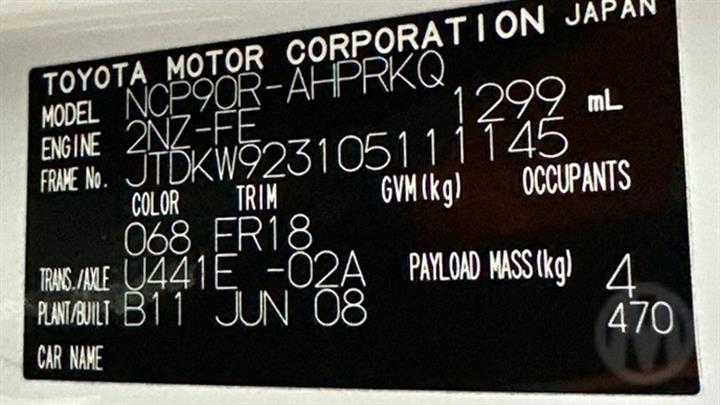 TOYOTA MOTOR CORPORATION JAPAN
MODEL NCP90R-AHPRKQ
ENGINE 2NZ-FE 1299 mL
FRAME No. JTDKW923105111145
COLOR TRIM GVM(kg) OCCUPANTS
068 FR18
TRANS./AXLE U441E -02A PAYLOAD MASS(kg) 4
PLANT/BUILT B11 JUN 08 470
CAR NAME
M